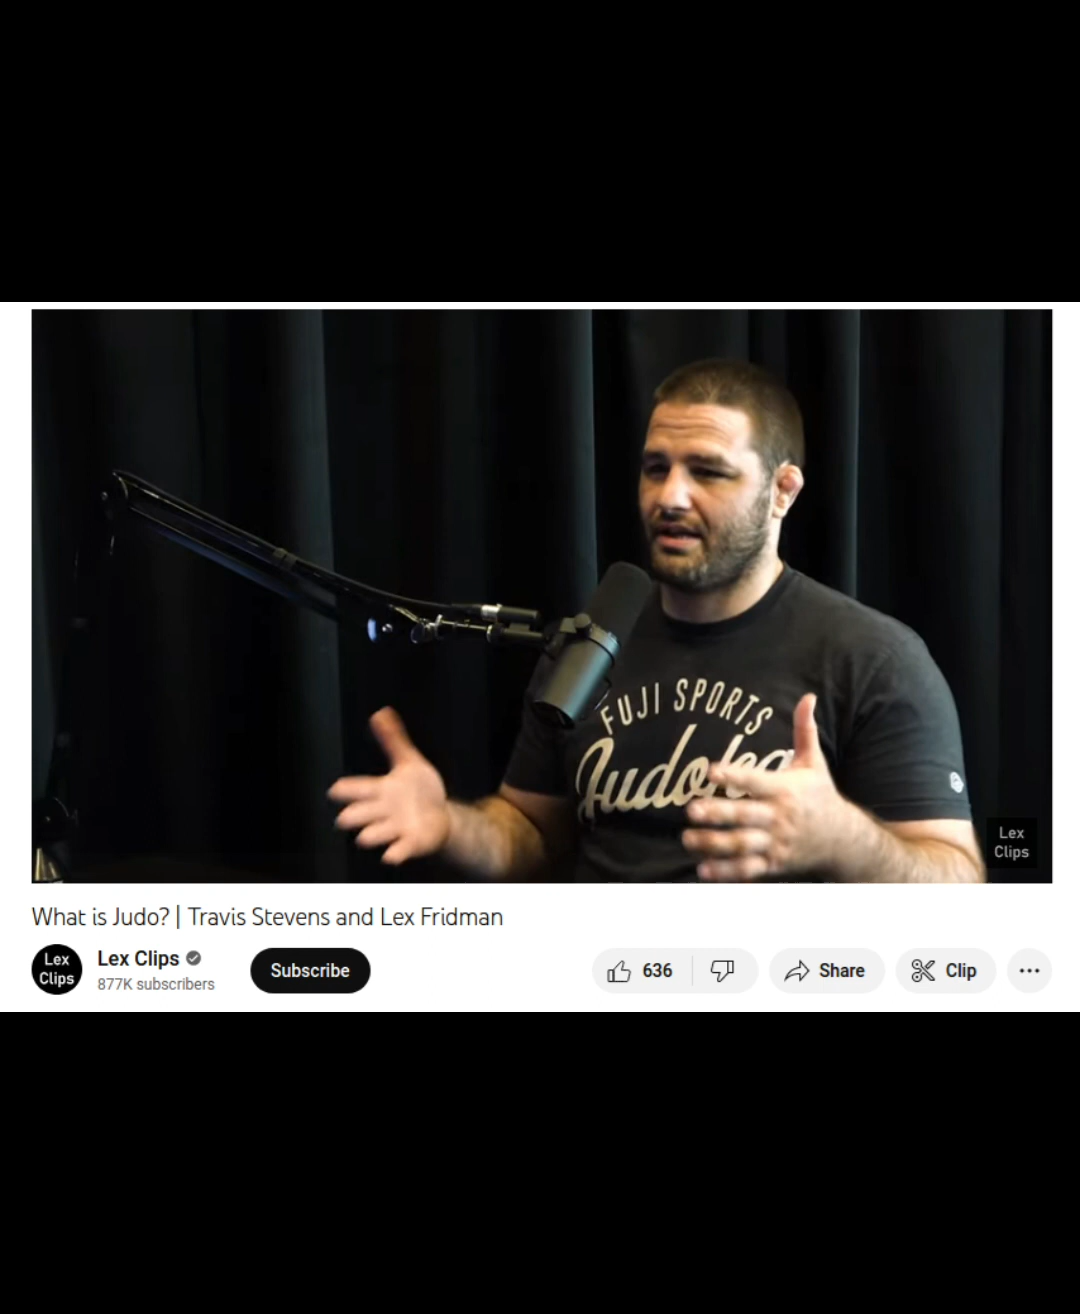 FUJI SPORTS
Judoka
Lex
Clips
What is Judo? | Travis Stevens and Lex Fridman
Lex
Clips
Lex Clips
877K subscribers
Subscribe
636
Share
Clip